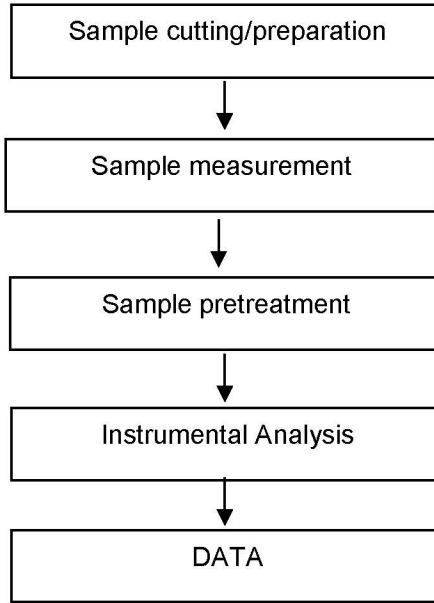 Sample cutting/preparation
Sample measurement
Sample pretreatment
Instrumental Analysis
DATA